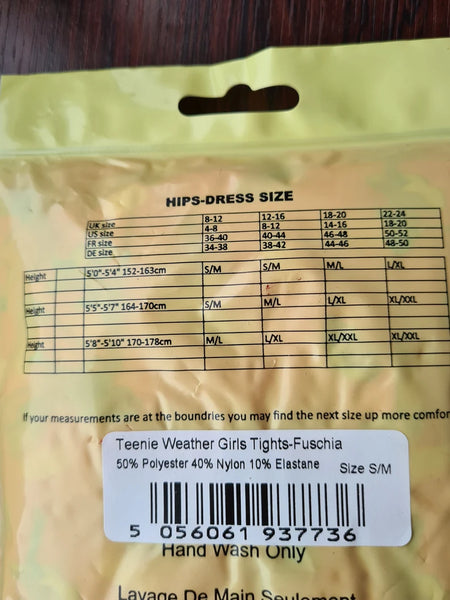 HIPS-DRESS SIZE
UK size 8-12 12-16 18-20 22-24
US size 4-8 8-12 14-16 18-20
FR size 36-40 40-44 46-48 50-52
DE size 34-38 38-42 44-46 48-50
Height 5'0"-5'4" 152-163cm S/M S/M M/L L/XL
Height 5'5"-5'7" 164-170cm S/M M/L L/XL XL/XXL
Height 5'8"-5'10" 170-178cm M/L L/XL XL/XXL XL/XXL
If your measurements are at the boundries you may find the next size up more comfor
Teenie Weather Girls Tights-Fuschia
50% Polyester 40% Nylon 10% Elastane Size S/M
5 056061 937736
Hand Wash Only
Lavage De Main Seulement